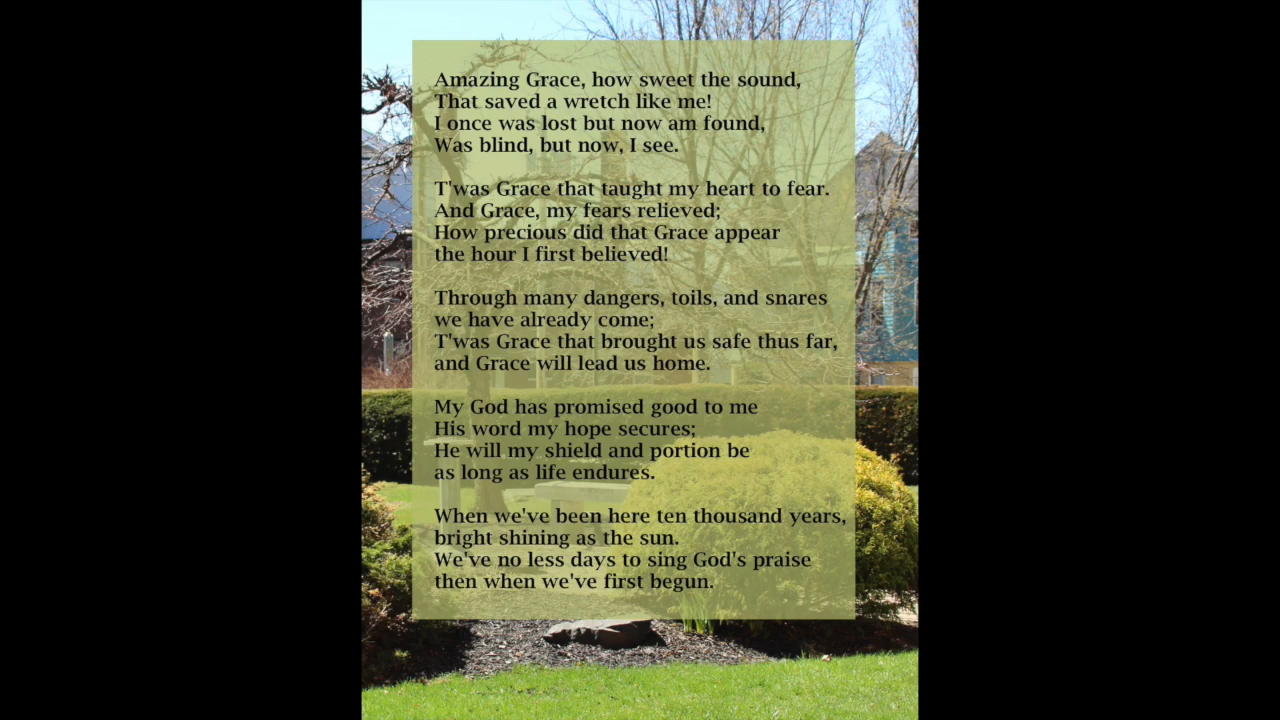 Amazing Grace, how sweet the sound,
That saved a wretch like me!
I once was lost but now am found,
Was blind, but now, I see.
T'was Grace that taught my heart to fear.
And Grace, my fears relieved;
How precious did that Grace appear
the hour I first believed!
Through many dangers, toils, and snares
we have already come;
T'was Grace that brought us safe thus far,
and Grace will lead us home.
My God has promised good to me
His word my hope secures;
He will my shield and portion be
as long as life endures.
When we've been here ten thousand years,
bright shining as the sun.
We've no less days to sing God's praise
then when we've first begun.